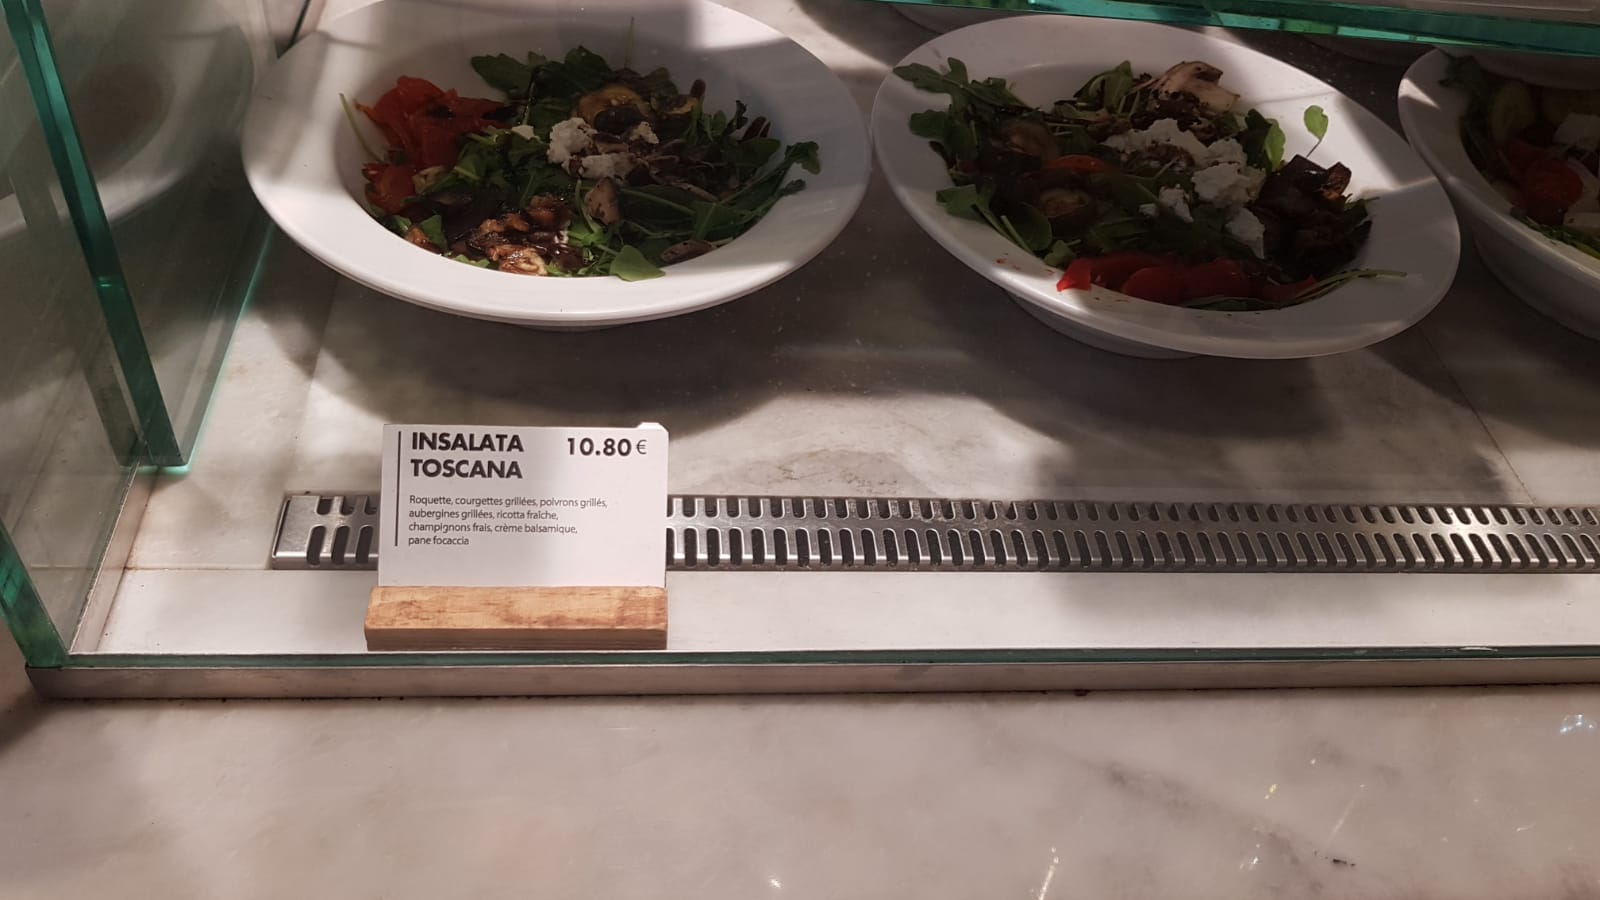 INSALATA 10.80 €
TOSCANA
Roquette, courgettes grillées, poivrons grillés,
aubergines grillées, ricotta fraîche,
champignons frais, crème balsamique,
pane focaccia